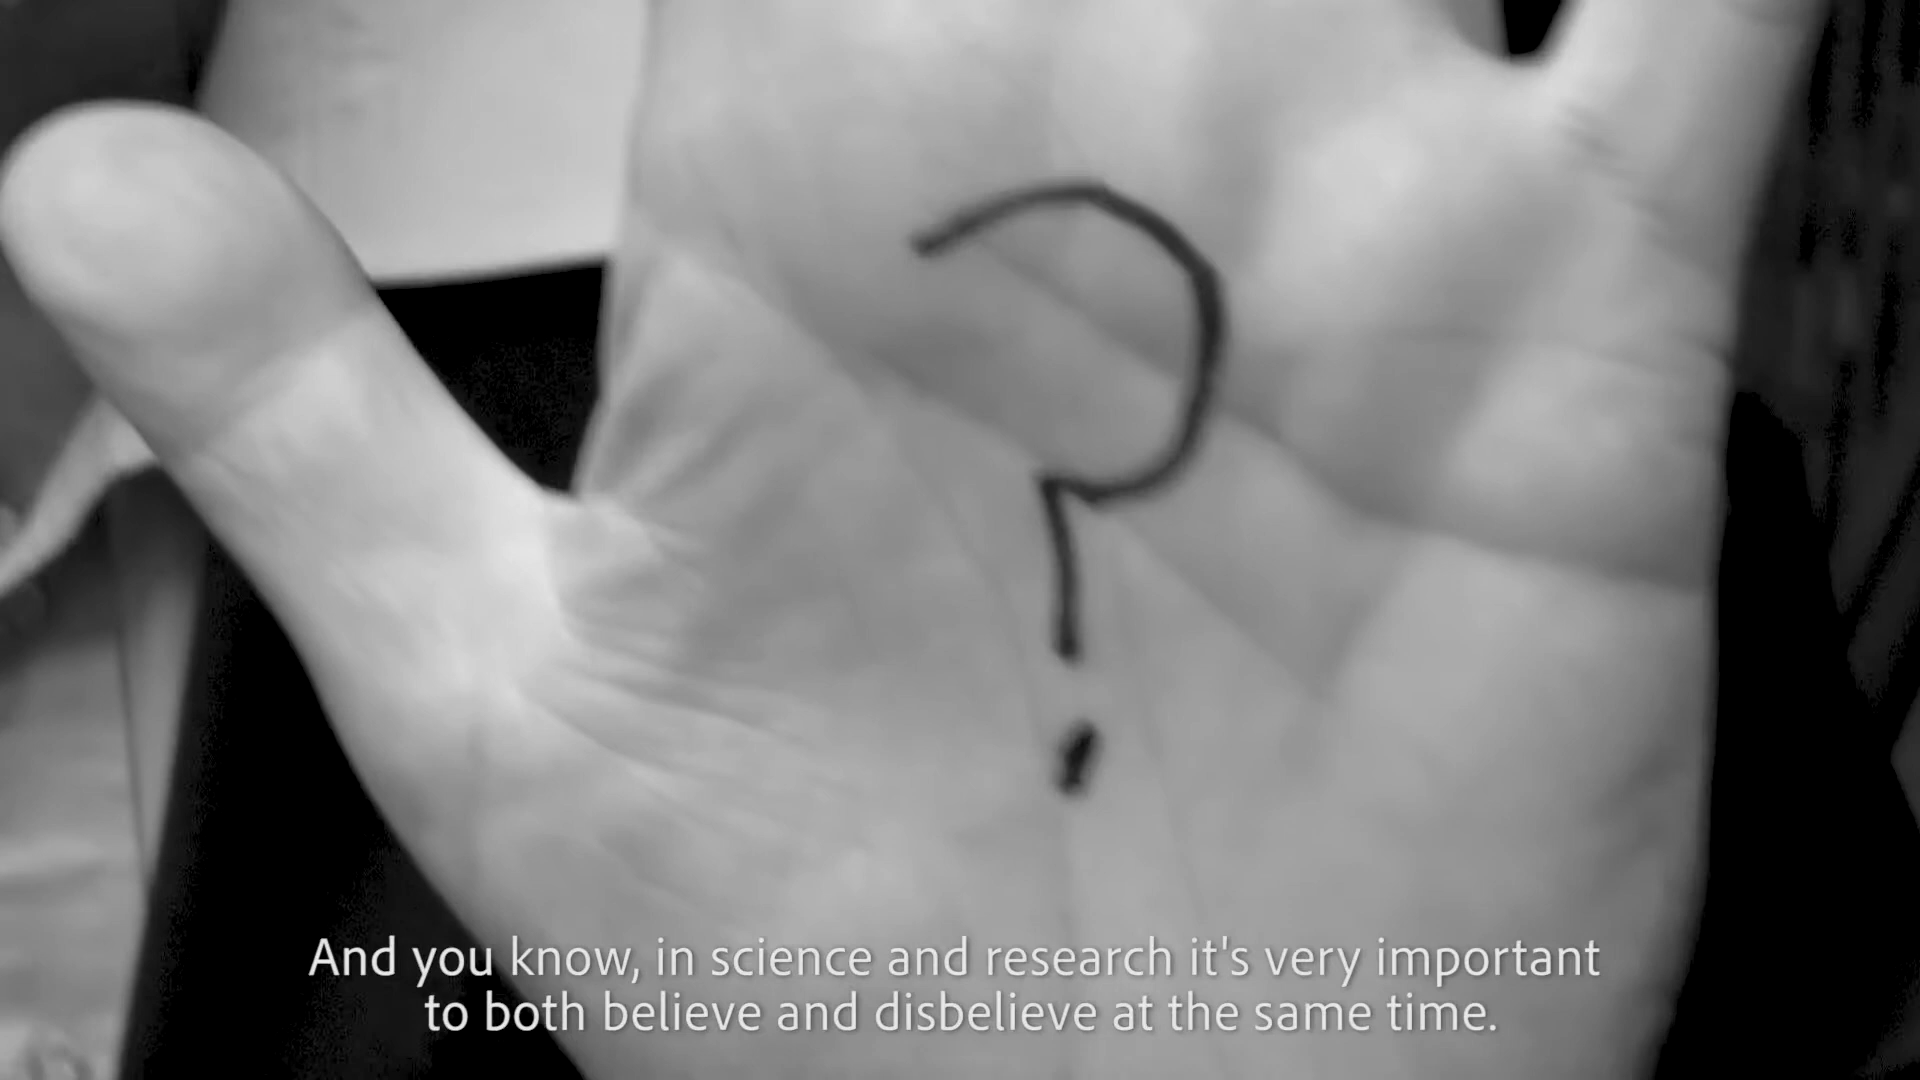 ?
And you know, in science and research it's very important
to both believe and disbelieve at the same time.